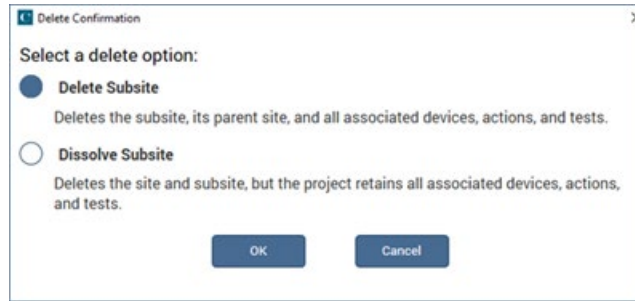 Delete Confirmation
Select a delete option:
Delete Subsite
Deletes the subsite, its parent site, and all associated devices, actions, and tests.
Dissolve Subsite
Deletes the site and subsite, but the project retains all associated devices, actions,
and tests.
OK Cancel